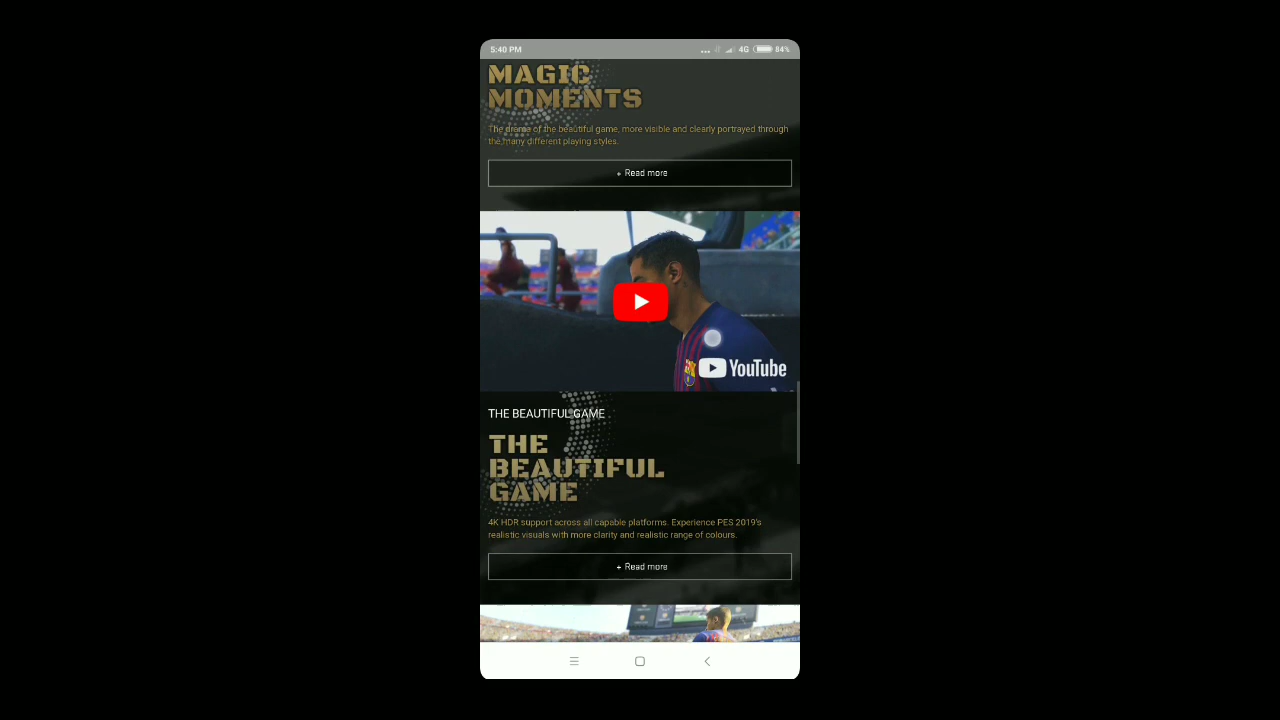 5:40 PM
4G
84%
MAGIC
MOMENTS
The drama of the beautiful game, more visible and clearly portrayed through
the many different playing styles.
+ Read more
YouTube
THE BEAUTIFUL GAME
THE
BEAUTIFUL
GAME
4K HDR support across all capable platforms. Experience PES 2019's
realistic visuals with more clarity and realistic range of colours.
+ Read more